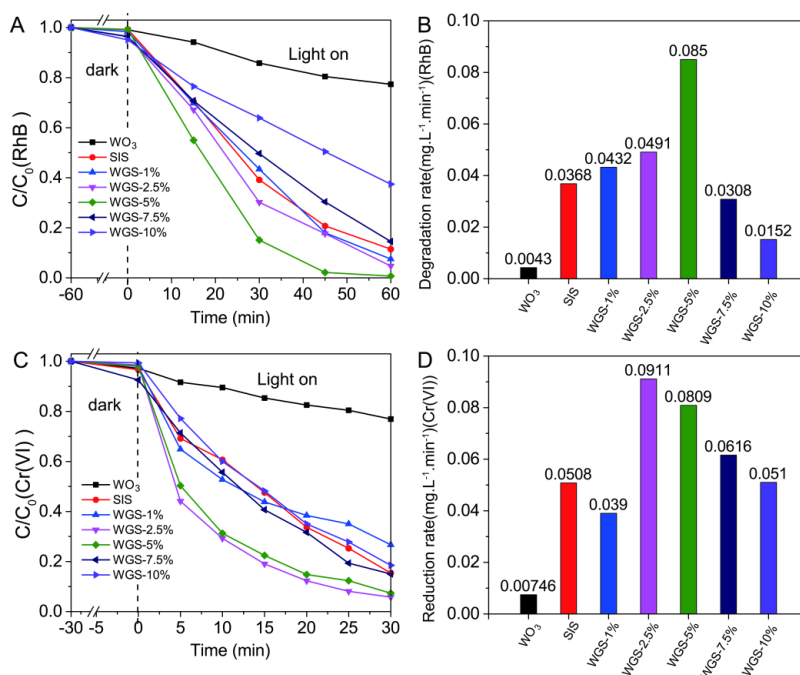 A
C/C₀(RhB)
1.0
0.8
0.6
0.4
0.2
0.0
dark
Light on
WO₃
SIS
WGS-1%
WGS-2.5%
WGS-5%
WGS-7.5%
WGS-10%
-60 0 15 30 45 60
Time (min)
B
Degradation rate(mg.L⁻¹.min⁻¹)(RhB)
0.10
0.08
0.06
0.04
0.02
0.00
0.0043
0.0368
0.0432
0.0491
0.085
0.0308
0.0152
WO₃
SIS
WGS-1%
WGS-2.5%
WGS-5%
WGS-7.5%
WGS-10%
C
C/C₀(Cr(VI) )
1.0
0.8
0.6
0.4
0.2
0.0
dark
Light on
WO₃
SIS
WGS-1%
WGS-2.5%
WGS-5%
WGS-7.5%
WGS-10%
-30 -5 0 5 10 15 20 25 30
Time (min)
D
Reduction rate(mg.L⁻¹.min⁻¹)(Cr(VI))
0.10
0.08
0.06
0.04
0.02
0.00
0.00746
0.0508
0.039
0.0911
0.0809
0.0616
0.051
WO₃
SIS
WGS-1%
WGS-2.5%
WGS-5%
WGS-7.5%
WGS-10%